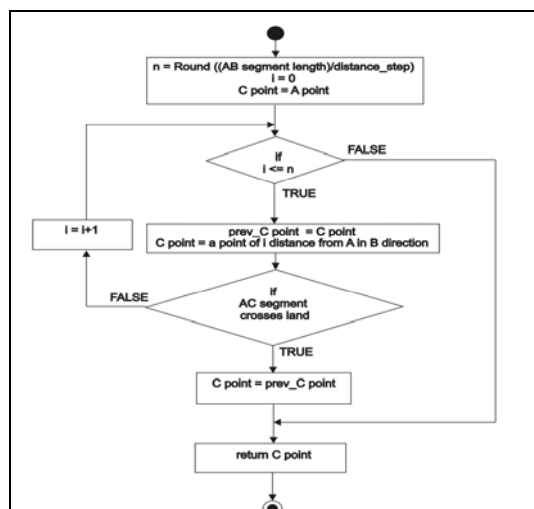 n = Round ((AB segment length)/distance_step)
i = 0
C point = A point
if
i <= n
FALSE
TRUE
prev_C point = C point
C point = a point of i distance from A in B direction
i = i+1
if
AC segment
crosses land
FALSE
TRUE
C point = prev_C point
return C point